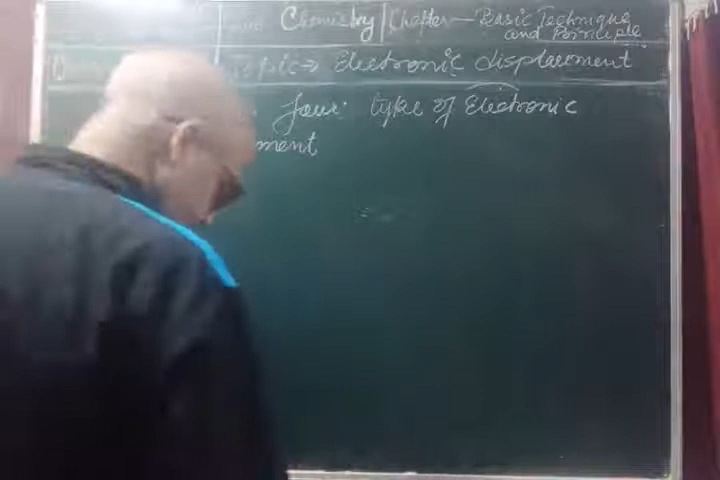 Chemistry | Chapter — Basic Technique
and Principle
Topic → Electronic displacement
four type of Electronic
ment